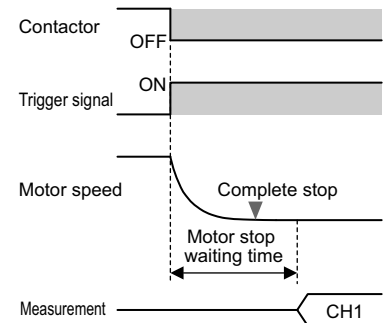 Contactor
OFF
ON
Trigger signal
Motor speed
Complete stop
Motor stop
waiting time
Measurement
CH1